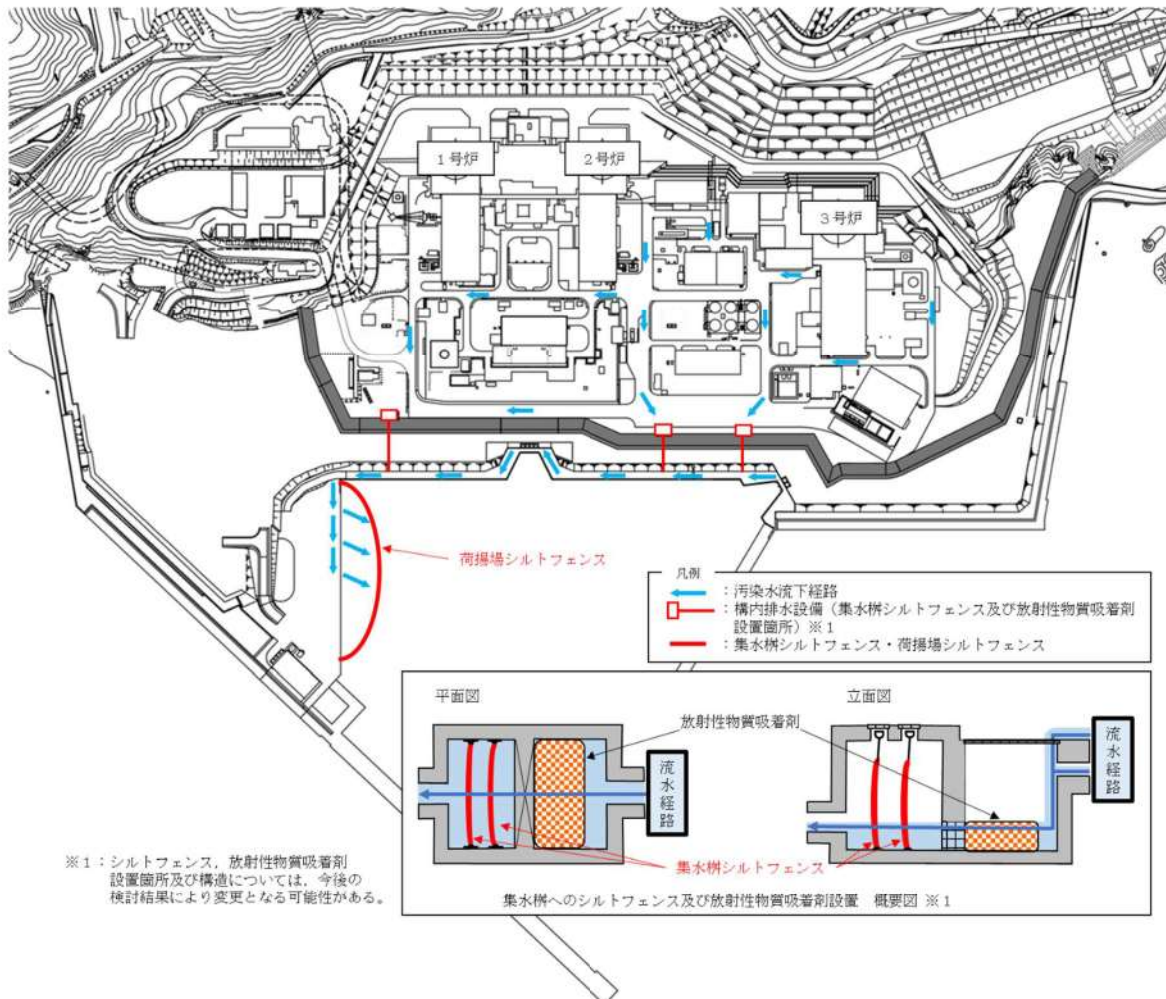 1号炉
2号炉
3号炉
荷揚場シルトフェンス
凡例
：汚染水流下経路
：構内排水設備（集水桝シルトフェンス及び放射性物質吸着剤
設置箇所）※１
：集水桝シルトフェンス・荷揚場シルトフェンス
平面図
立面図
放射性物質吸着剤
流水経路
流水経路
集水桝シルトフェンス
集水桝へのシルトフェンス及び放射性物質吸着剤設置　概要図 ※１
※１：シルトフェンス，放射性物質吸着剤
設置箇所及び構造については，今後の
検討結果により変更となる可能性がある。